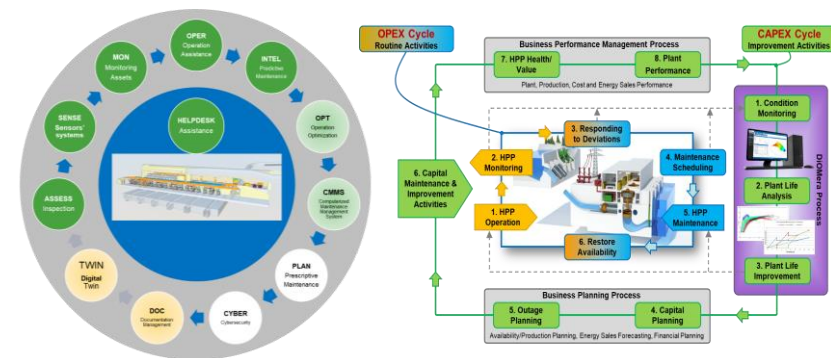 OPER
Operation
Assistance
INTEL
Predictive
Maintenance
OPT
Operation
Optimization
CMMS
Computerized
Maintenance
Management
System
PLAN
Prescriptive
Maintenance
CYBER
Cybersecurity
DOC
Documentation
Management
TWIN
Digital
Twin
ASSESS
Inspection
SENSE
Sensors'
systems
MON
Monitoring
Assets
HELPDESK
Assistance
OPEX Cycle
Routine Activities
CAPEX Cycle
Improvement Activities
Business Performance Management Process
7. HPP Health/
Value
8. Plant
Performance
Plant, Production, Cost and Energy Sales Performance
1. Condition
Monitoring
2. Plant Life
Analysis
3. Plant Life
Improvement
DiOMera Process
3. Responding
to Deviations
2. HPP
Monitoring
4. Maintenance
Scheduling
1. HPP
Operation
5. HPP
Maintenance
6. Restore
Availability
6. Capital
Maintenance &
Improvement
Activities
Business Planning Process
5. Outage
Planning
4. Capital
Planning
Availability/Production Planning, Energy Sales Forecasting, Financial Planning